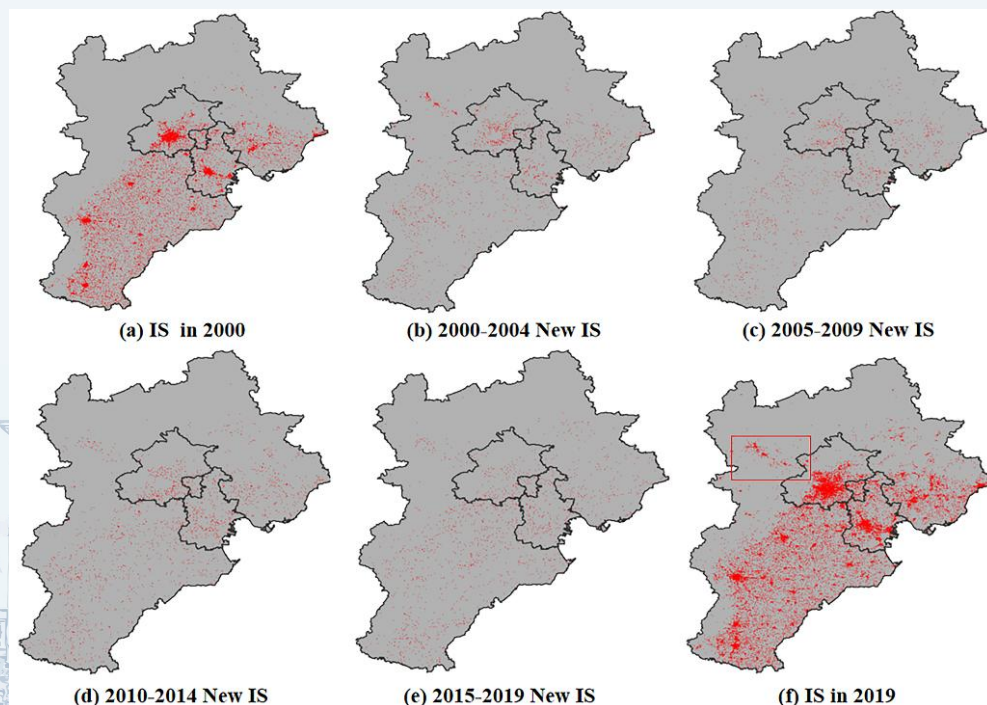 (a) IS in 2000
(b) 2000-2004 New IS
(c) 2005-2009 New IS
(d) 2010-2014 New IS
(e) 2015-2019 New IS
(f) IS in 2019